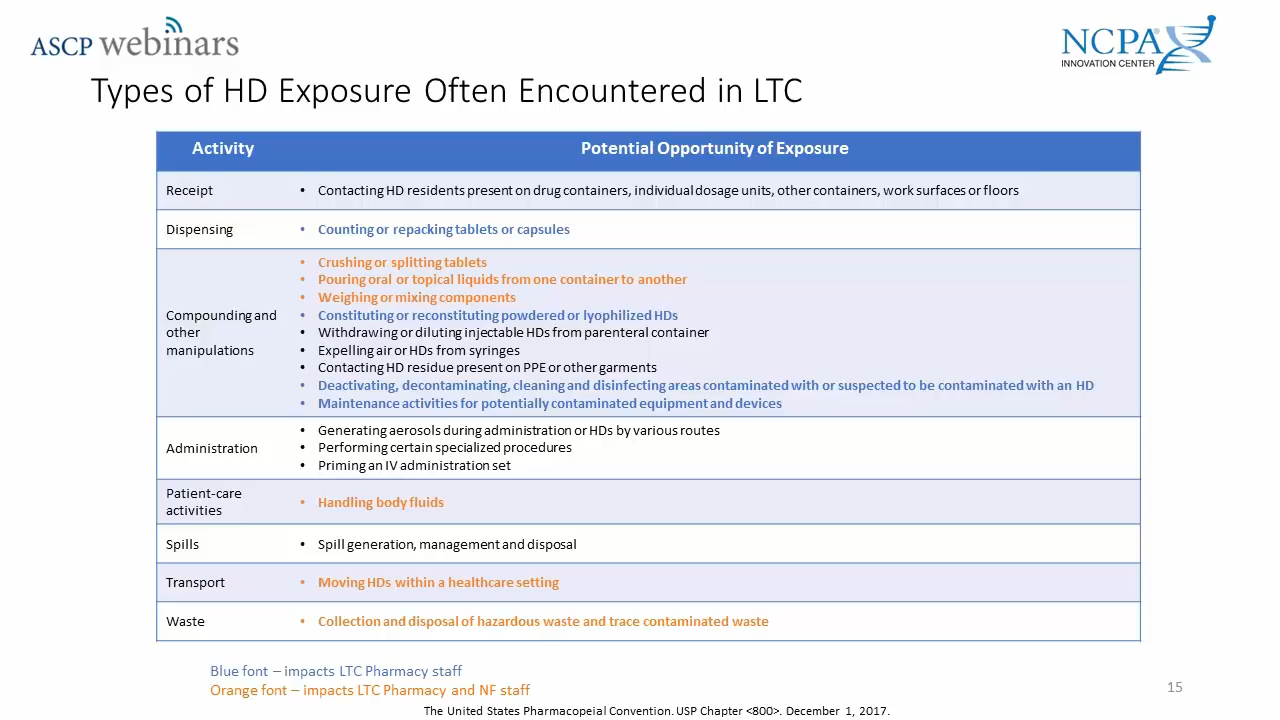 ASCP webinars
NCPA®
INNOVATION CENTER
Types of HD Exposure Often Encountered in LTC
Activity
Potential Opportunity of Exposure
Receipt
• Contacting HD residents present on drug containers, individual dosage units, other containers, work surfaces or floors
Dispensing
• Counting or repacking tablets or capsules
Compounding and
other
manipulations
• Crushing or splitting tablets
• Pouring oral or topical liquids from one container to another
• Weighing or mixing components
• Constituting or reconstituting powdered or lyophilized HDs
• Withdrawing or diluting injectable HDs from parenteral container
• Expelling air or HDs from syringes
• Contacting HD residue present on PPE or other garments
• Deactivating, decontaminating, cleaning and disinfecting areas contaminated with or suspected to be contaminated with an HD
• Maintenance activities for potentially contaminated equipment and devices
Administration
• Generating aerosols during administration or HDs by various routes
• Performing certain specialized procedures
• Priming an IV administration set
Patient-care
activities
• Handling body fluids
Spills
• Spill generation, management and disposal
Transport
• Moving HDs within a healthcare setting
Waste
• Collection and disposal of hazardous waste and trace contaminated waste
Blue font – impacts LTC Pharmacy staff
Orange font – impacts LTC Pharmacy and NF staff
15
The United States Pharmacopeial Convention. USP Chapter <800>. December 1, 2017.